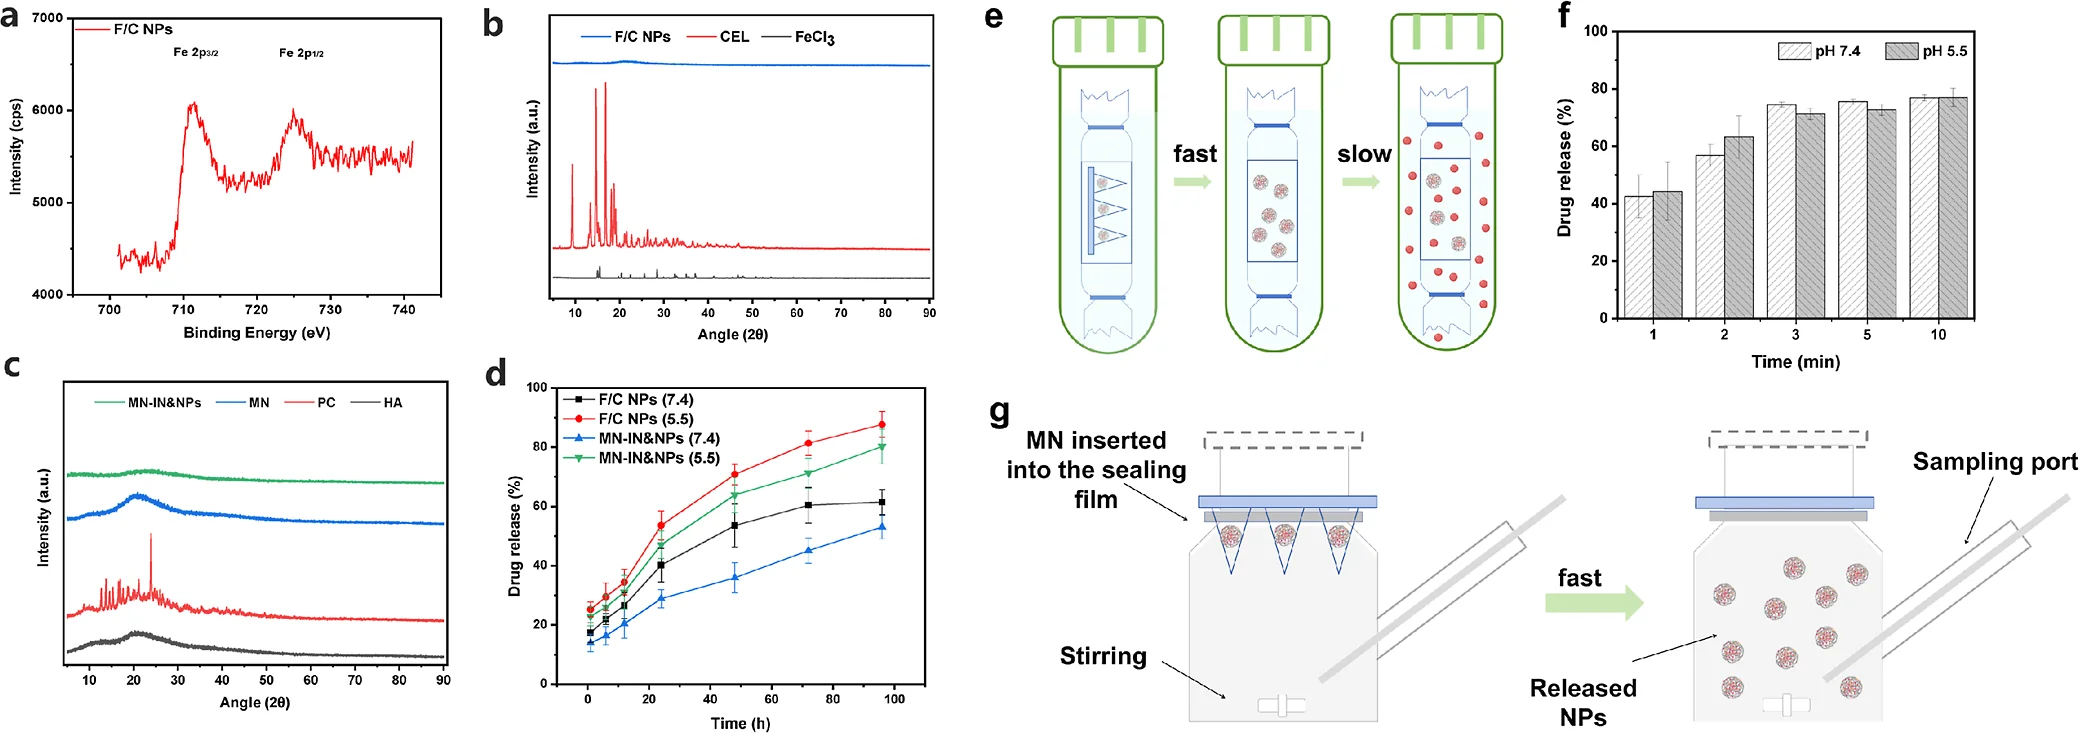 a
7000
6000
5000
4000
F/C NPs
Fe 2p3/2
Fe 2p1/2
Intensity (cps)
700 710 720 730 740
Binding Energy (eV)
b
F/C NPs CEL FeCl3
Intensity (a.u.)
10 20 30 40 50 60 70 80 90
Angle (2θ)
c
MN-IN&NPs MN PC HA
Intensity (a.u.)
10 20 30 40 50 60 70 80 90
Angle (2θ)
d
100
80
60
40
20
0
F/C NPs (7.4)
F/C NPs (5.5)
MN-IN&NPs (7.4)
MN-IN&NPs (5.5)
Drug release (%)
0 20 40 60 80 100
Time (h)
e
fast
slow
f
100
80
60
40
20
0
pH 7.4 pH 5.5
Drug release (%)
1 2 3 5 10
Time (min)
g
MN inserted
into the sealing
film
Stirring
fast
Sampling port
Released
NPs